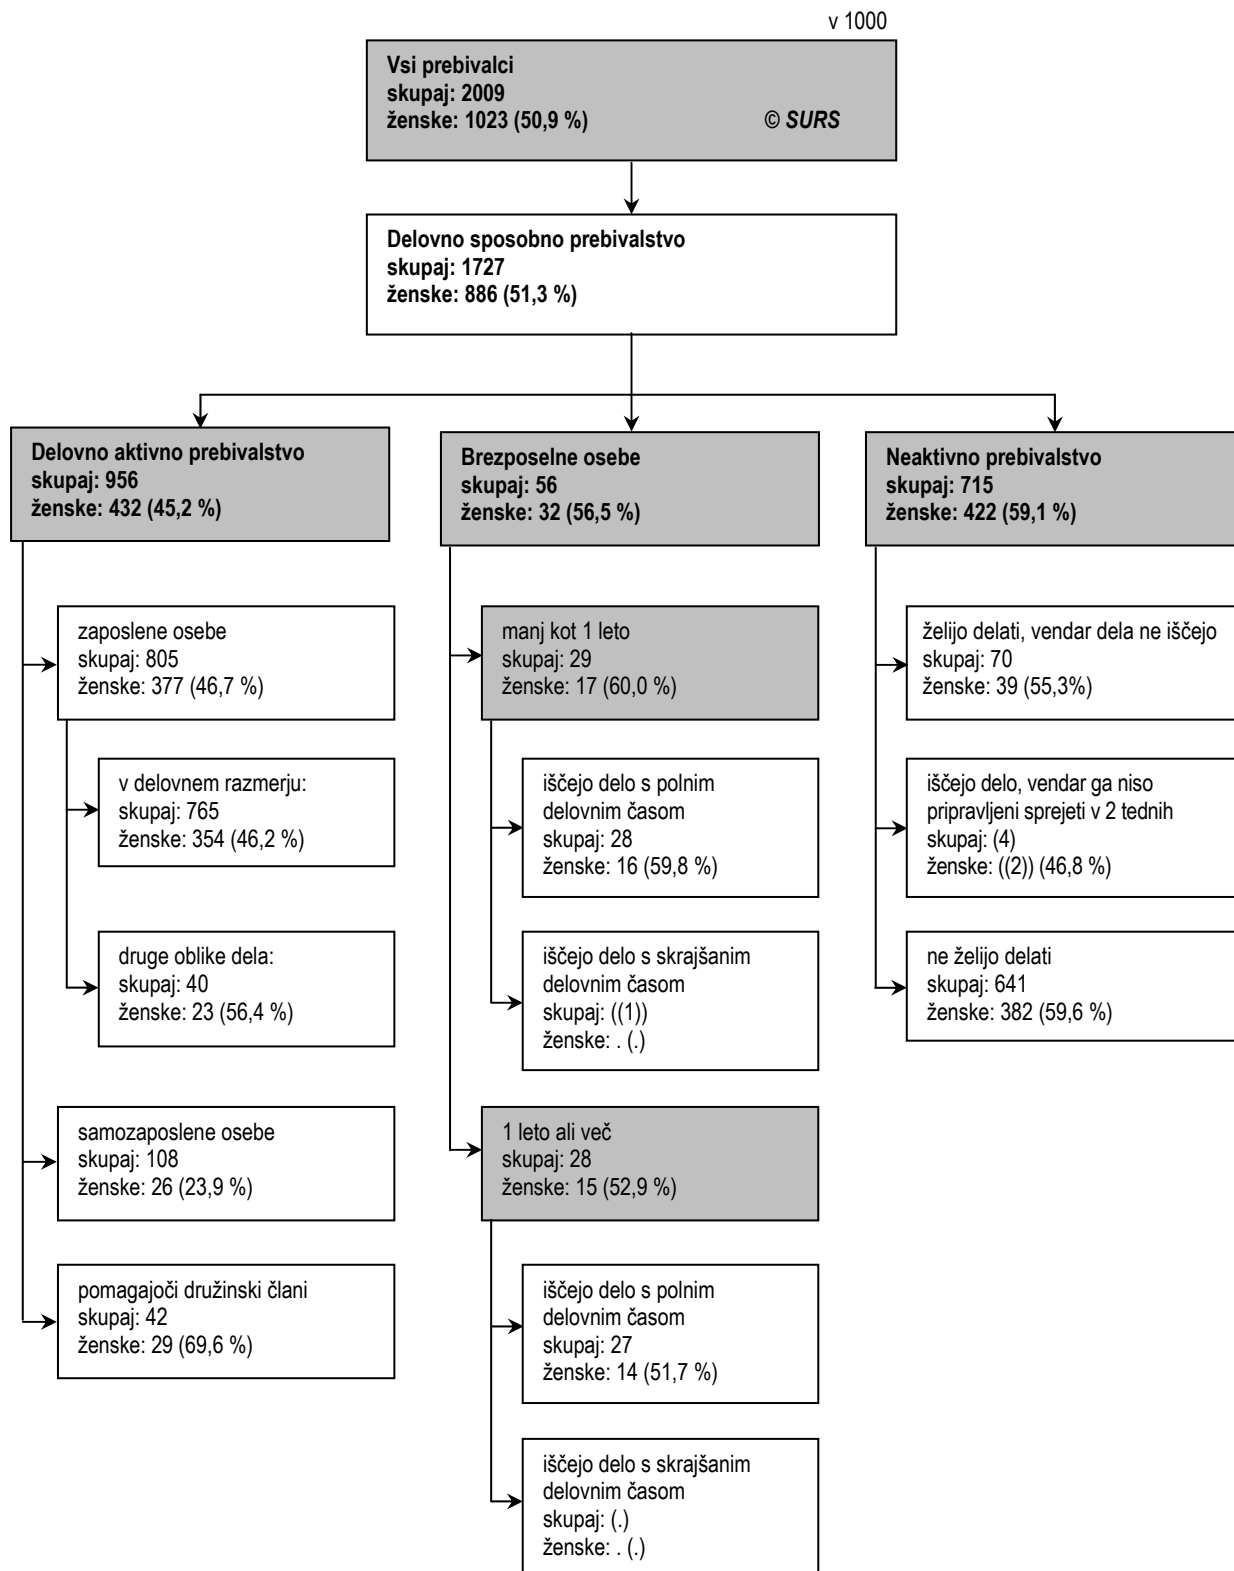 v 1000
Vsi prebivalci
skupaj: 2009
ženske: 1023 (50,9 %) © SURS
Delovno sposobno prebivalstvo
skupaj: 1727
ženske: 886 (51,3 %)
Delovno aktivno prebivalstvo
skupaj: 956
ženske: 432 (45,2 %)
zaposlene osebe
skupaj: 805
ženske: 377 (46,7 %)
v delovnem razmerju:
skupaj: 765
ženske: 354 (46,2 %)
druge oblike dela:
skupaj: 40
ženske: 23 (56,4 %)
samozaposlene osebe
skupaj: 108
ženske: 26 (23,9 %)
pomagajoči družinski člani
skupaj: 42
ženske: 29 (69,6 %)
Brezposelne osebe
skupaj: 56
ženske: 32 (56,5 %)
manj kot 1 leto
skupaj: 29
ženske: 17 (60,0 %)
iščejo delo s polnim
delovnim časom
skupaj: 28
ženske: 16 (59,8 %)
iščejo delo s skrajšanim
delovnim časom
skupaj: ((1))
ženske: . (.)
1 leto ali več
skupaj: 28
ženske: 15 (52,9 %)
iščejo delo s polnim
delovnim časom
skupaj: 27
ženske: 14 (51,7 %)
iščejo delo s skrajšanim
delovnim časom
skupaj: (.)
ženske: . (.)
Neaktivno prebivalstvo
skupaj: 715
ženske: 422 (59,1 %)
želijo delati, vendar dela ne iščejo
skupaj: 70
ženske: 39 (55,3%)
iščejo delo, vendar ga niso
pripravljeni sprejeti v 2 tednih
skupaj: (4)
ženske: ((2)) (46,8 %)
ne želijo delati
skupaj: 641
ženske: 382 (59,6 %)